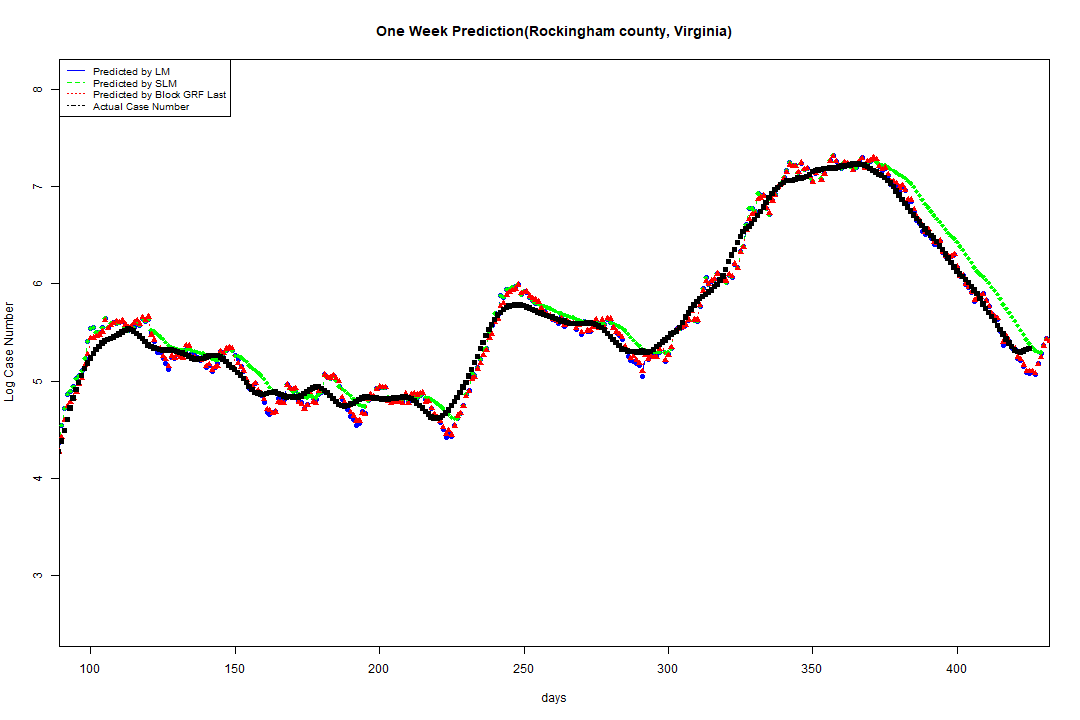 One Week Prediction(Rockingham county, Virginia)
Predicted by LM
Predicted by SLM
Predicted by Block GRF Last
Actual Case Number
Log Case Number
8
7
6
5
4
3
100 150 200 250 300 350 400
days